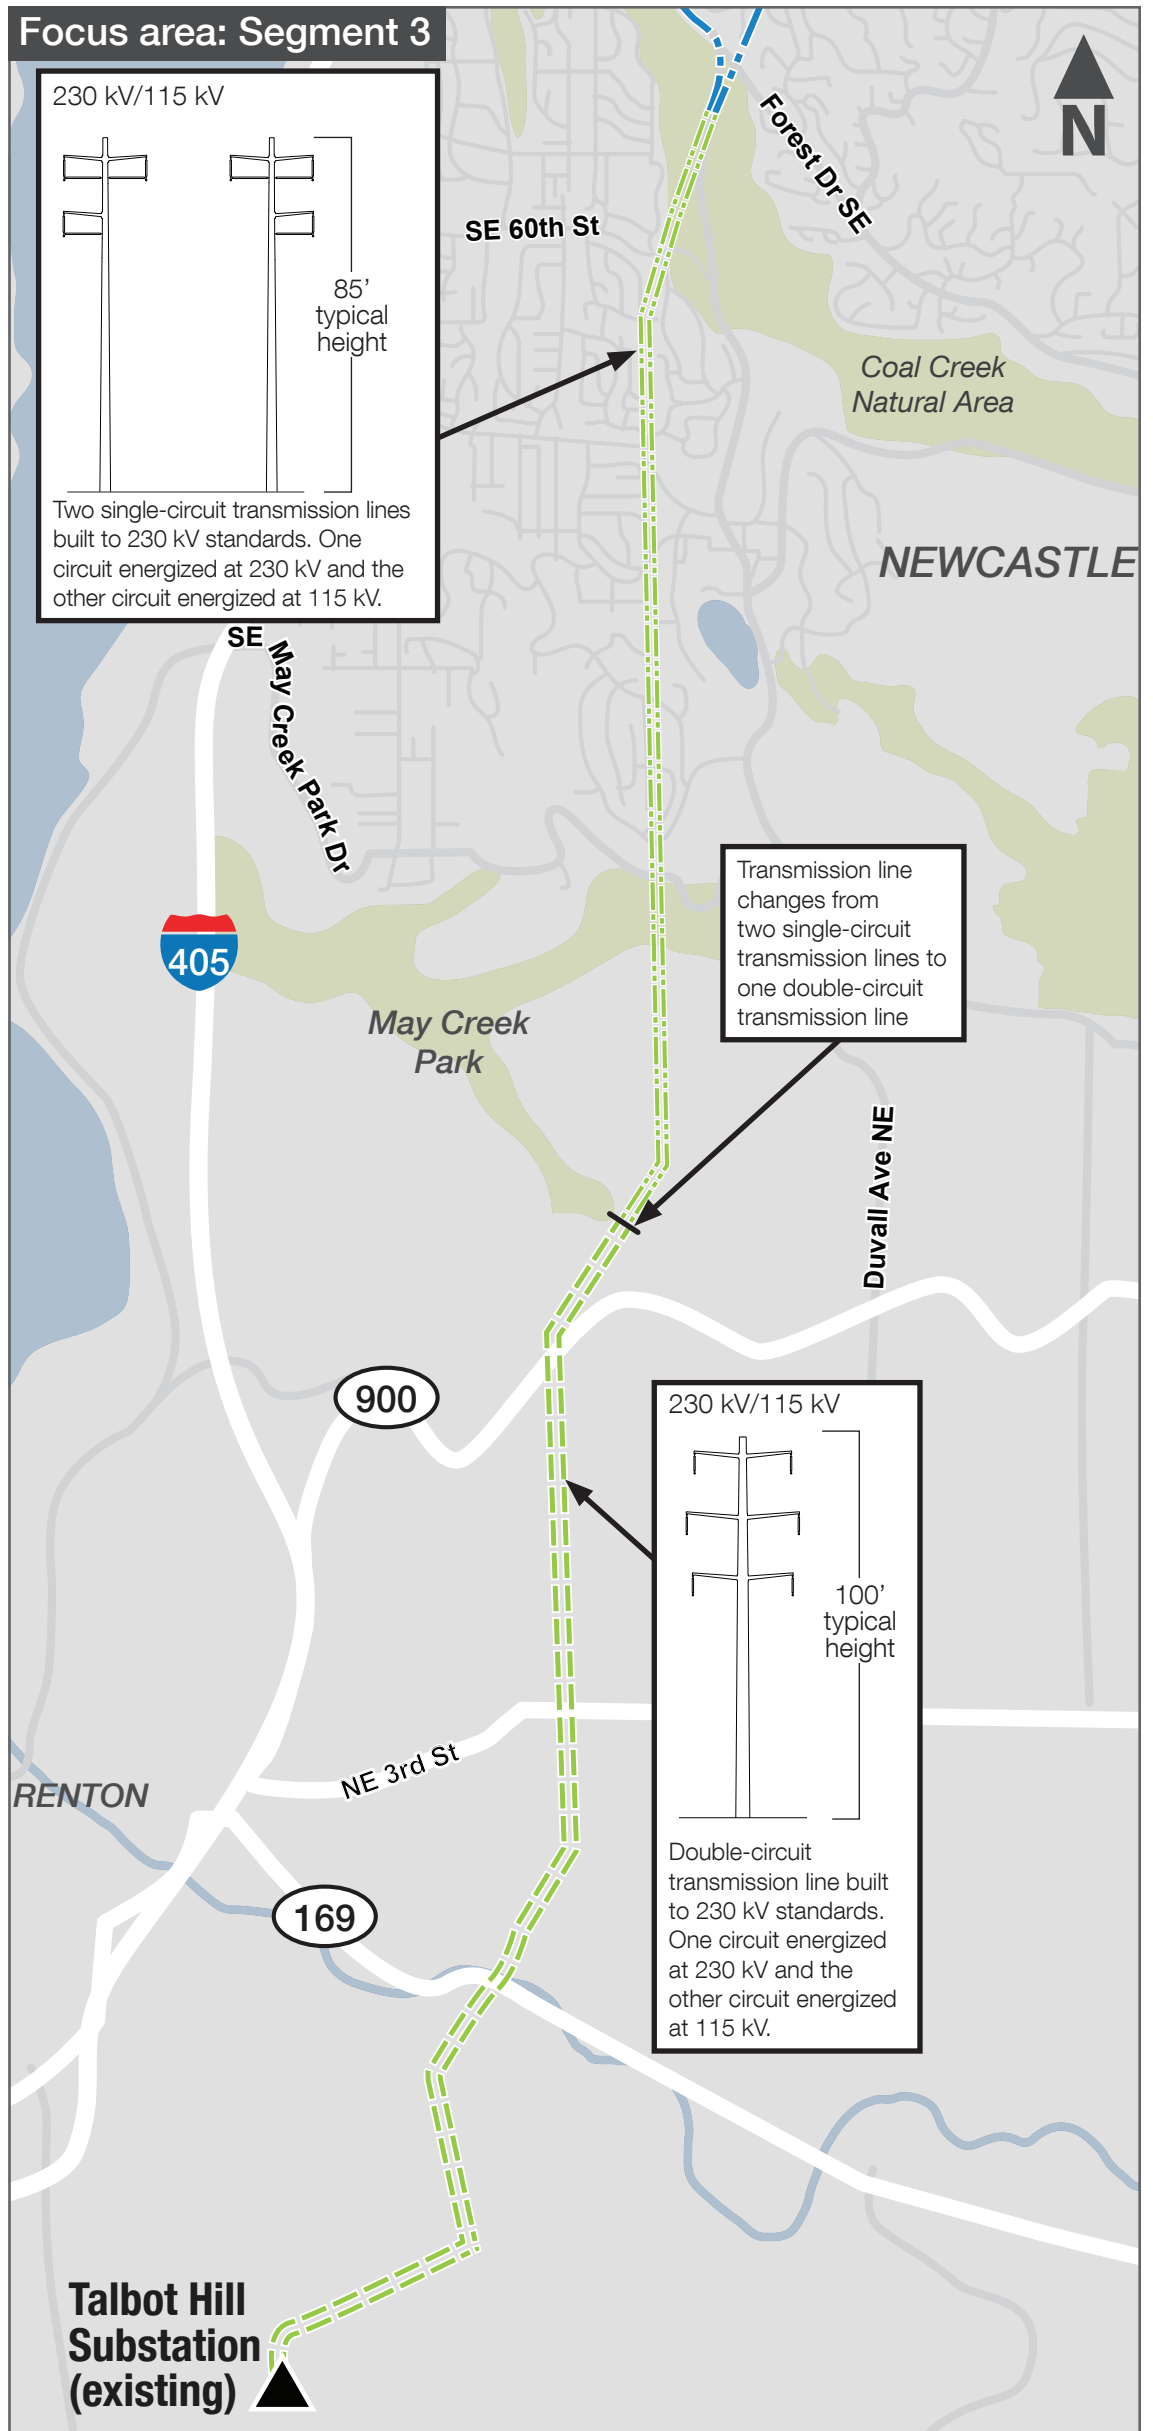 Focus area: Segment 3
230 kV/115 kV
85’
typical
height
Two single-circuit transmission lines
built to 230 kV standards. One
circuit energized at 230 kV and the
other circuit energized at 115 kV.
N
Forest Dr SE
SE 60th St
Coal Creek
Natural Area
NEWCASTLE
SE May Creek Park Dr
Transmission line
changes from
two single-circuit
transmission lines to
one double-circuit
transmission line
405
May Creek
Park
Duvall Ave NE
900
230 kV/115 kV
100’
typical
height
Double-circuit
transmission line built
to 230 kV standards.
One circuit energized
at 230 kV and the
other circuit energized
at 115 kV.
NE 3rd St
RENTON
169
Talbot Hill
Substation
(existing)